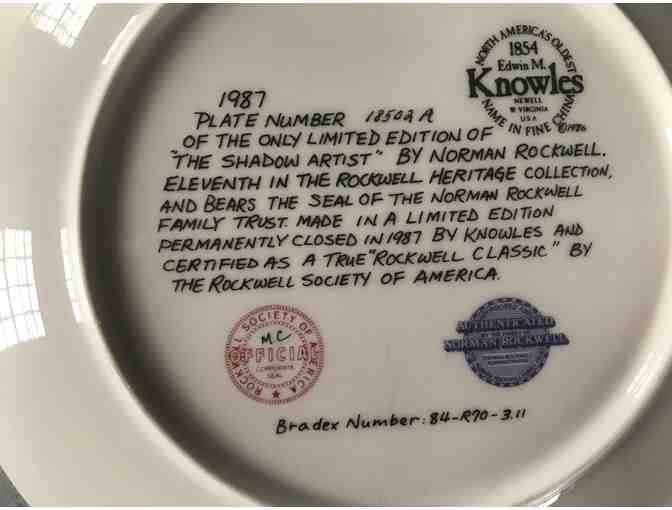 NORTH AMERICA'S OLDEST
1854
Edwin M.
Knowles
NEWELL
W VIRGINIA
USA
NAME IN FINE CHINA
©1986
1987
PLATE NUMBER 18502 A
OF THE ONLY LIMITED EDITION OF
"THE SHADOW ARTIST" BY NORMAN ROCKWELL.
ELEVENTH IN THE ROCKWELL HERITAGE COLLECTION,
AND BEARS THE SEAL OF THE NORMAN ROCKWELL
FAMILY TRUST. MADE IN A LIMITED EDITION
PERMANENTLY CLOSED IN 1987 BY KNOWLES AND
CERTIFIED AS A TRUE "ROCKWELL CLASSIC" BY
THE ROCKWELL SOCIETY OF AMERICA.
ROCKWELL SOCIETY OF AMERICA
MC
OFFICIAL
CORPORATE
SEAL
AUTHENTICATED
NORMAN ROCKWELL
Bradex Number: 84-R70-3.11